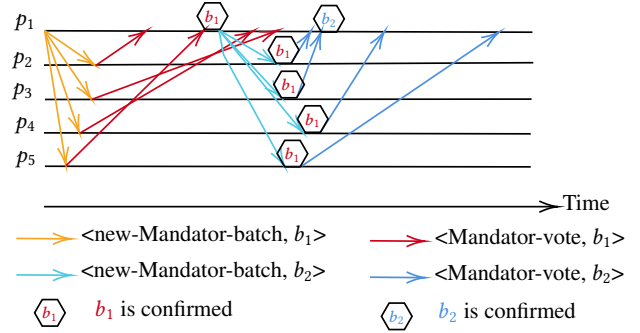 p₁ b₁ b₂
p₂ b₁
p₃ b₁
p₄ b₁
p₅ b₁
Time
<new-Mandator-batch, b₁> <Mandator-vote, b₁>
<new-Mandator-batch, b₂> <Mandator-vote, b₂>
b₁ b₁ is confirmed b₂ b₂ is confirmed